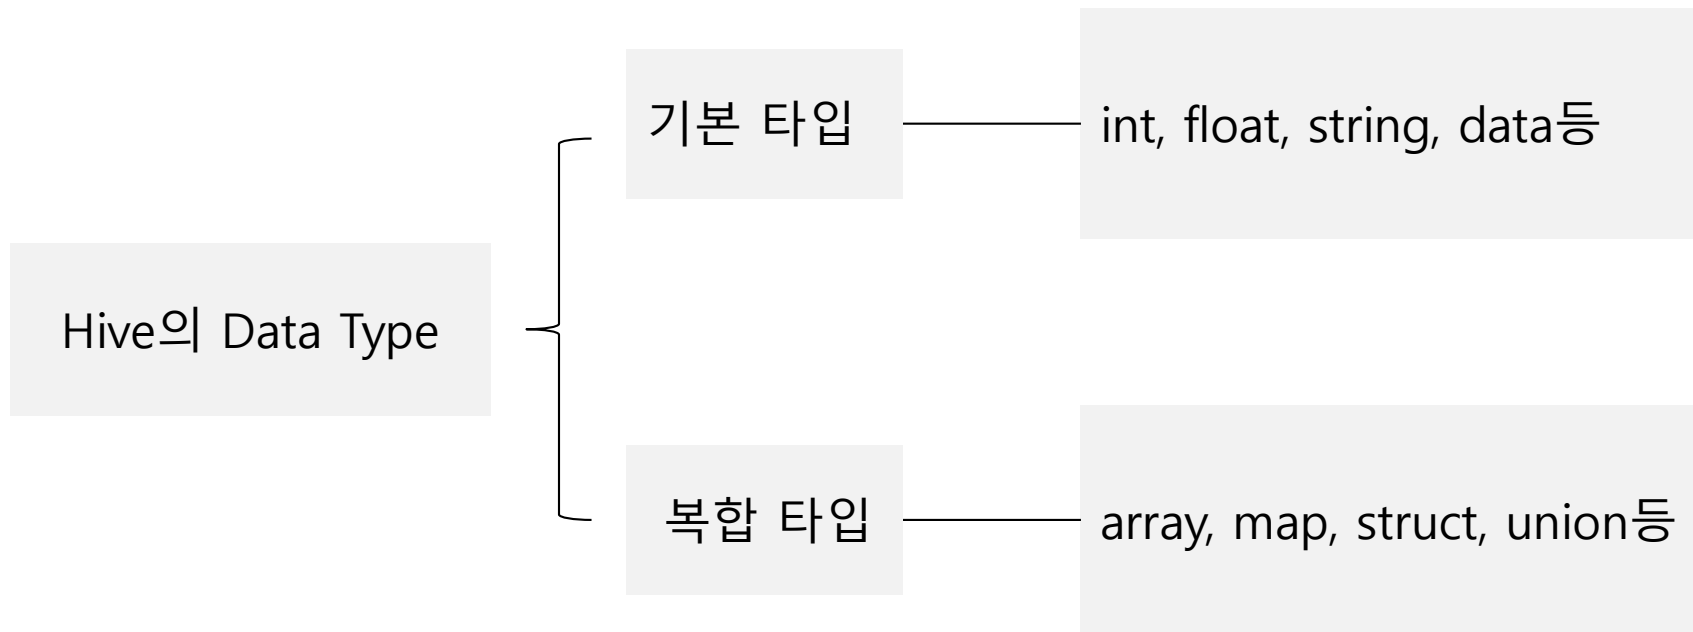 Hive의 Data Type
기본 타입
int, float, string, data등
복합 타입
array, map, struct, union등